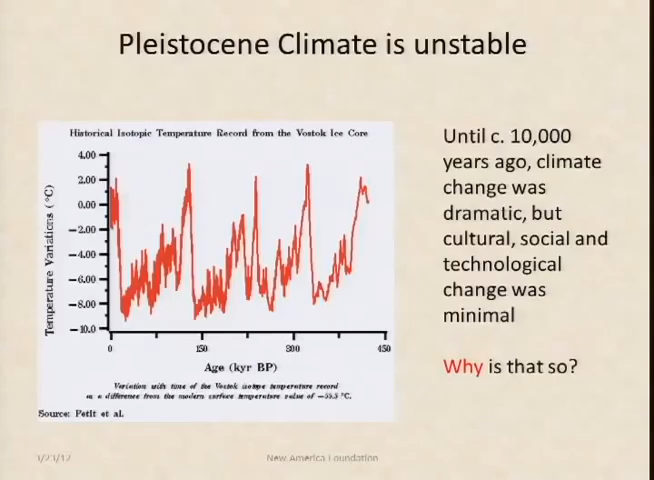 Pleistocene Climate is unstable
Historical Isotopic Temperature Record from the Vostok Ice Core
Temperature Variations (°C)
4.00
2.00
0.00
−2.00
−4.00
−6.00
−8.00
−10.0
0
150
300
450
Age (kyr BP)
Variation with time of the Vostok isotope temperature record
as a difference from the modern surface temperature value of −55.5 °C.
Source: Petit et al.
Until c. 10,000
years ago, climate
change was
dramatic, but
cultural, social and
technological
change was
minimal
Why is that so?
3/23/12
New America Foundation